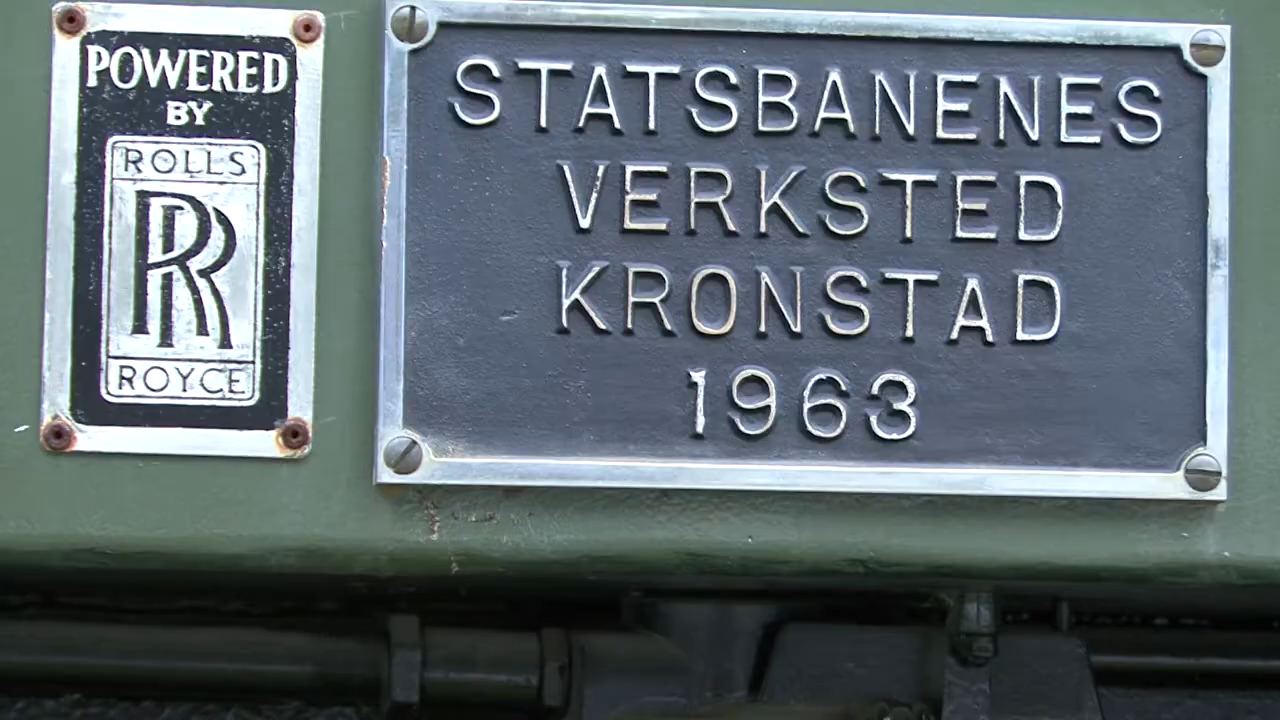 POWERED
BY
ROLLS
RR
ROYCE
STATSBANENES
VERKSTED
KRONSTAD
1963